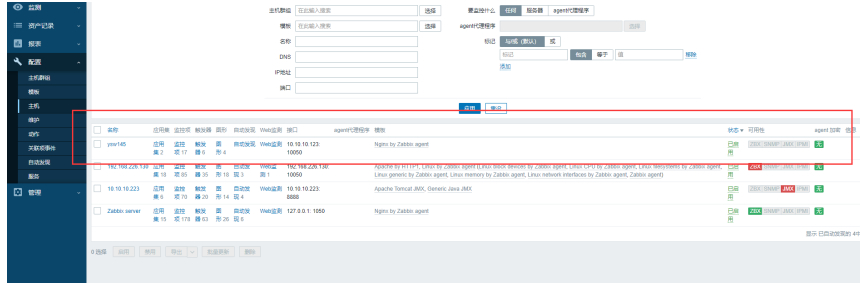 监测
资产记录
报表
配置
主机群组
模板
主机
维护
动作
关联项事件
自动发现
服务
管理
主机群组 在此输入搜索 选择 要监控什么 任何 服务器 agent代理程序
模板 在此输入搜索 选择 agent代理程序 选择
名称 标记 与/或 (默认) 或
DNS 标记 包含 等于 值 移除
IP地址 添加
端口
应用 重设
名称 应用集 监控项 触发器 图形 自动发现 Web监测 接口 agent代理程序 模板 状态 可用性 agent 加密 信息
ysw145 应用集 2 监控项 17 触发器 6 图形 4 自动发现 Web监测 10.10.10.123:10050 Nginx by Zabbix agent 已启用 ZBX SNMP JMX IPMI 无
192.168.226.130 应用集 18 监控项 85 触发器 35 图形 18 自动发现 3 Web监测 1 192.168.226.130:10050 Apache by HTTP, Linux by Zabbix agent (Linux block devices by Zabbix agent, Linux CPU by Zabbix agent, Linux filesystems by Zabbix agent, Linux generic by Zabbix agent, Linux memory by Zabbix agent, Linux network interfaces by Zabbix agent, Zabbix agent) 已启用 ZBX SNMP JMX IPMI 无
10.10.10.223 应用集 8 监控项 70 触发器 20 图形 14 自动发现 4 Web监测 10.10.10.223:8888 Apache Tomcat JMX, Generic Java JMX 已启用 ZBX SNMP JMX IPMI 无
Zabbix server 应用集 15 监控项 178 触发器 63 图形 26 自动发现 8 Web监测 127.0.0.1: 1050 Nginx by Zabbix agent 已启用 ZBX SNMP JMX IPMI 无
显示 已自动发现的 4中
0 选择 启用 禁用 导出 批量更新 删除